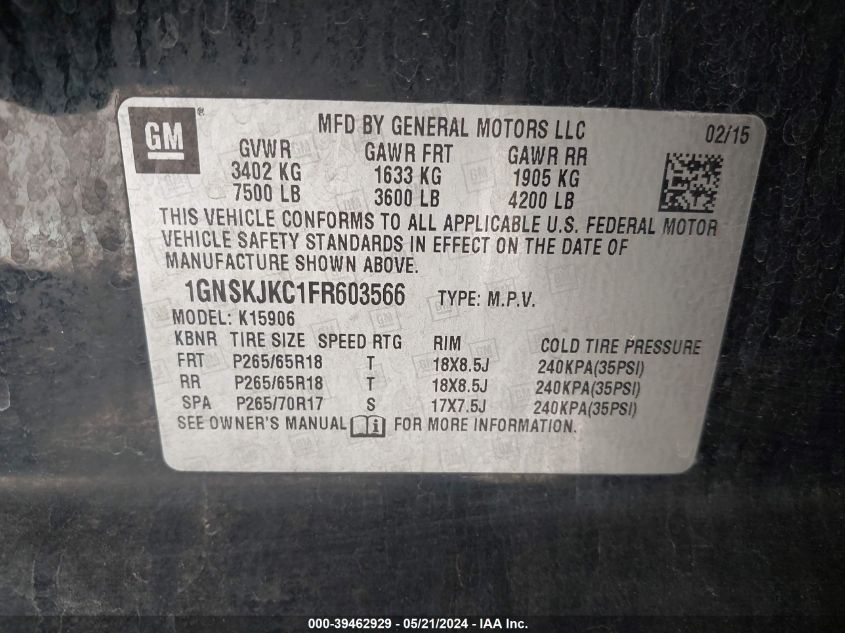 GM®
MFD BY GENERAL MOTORS LLC
02/15
GVWR GAWR FRT GAWR RR
3402 KG 1633 KG 1905 KG
7500 LB 3600 LB 4200 LB
THIS VEHICLE CONFORMS TO ALL APPLICABLE U.S. FEDERAL MOTOR
VEHICLE SAFETY STANDARDS IN EFFECT ON THE DATE OF
MANUFACTURE SHOWN ABOVE.
1GNSKJKC1FR603566 TYPE: M.P.V.
MODEL: K15906
KBNR TIRE SIZE SPEED RTG RIM COLD TIRE PRESSURE
FRT P265/65R18 T 18X8.5J 240KPA(35PSI)
RR P265/65R18 T 18X8.5J 240KPA(35PSI)
SPA P265/70R17 S 17X7.5J 240KPA(35PSI)
SEE OWNER'S MANUAL FOR MORE INFORMATION.
000-39462929 - 05/21/2024 - IAA Inc.